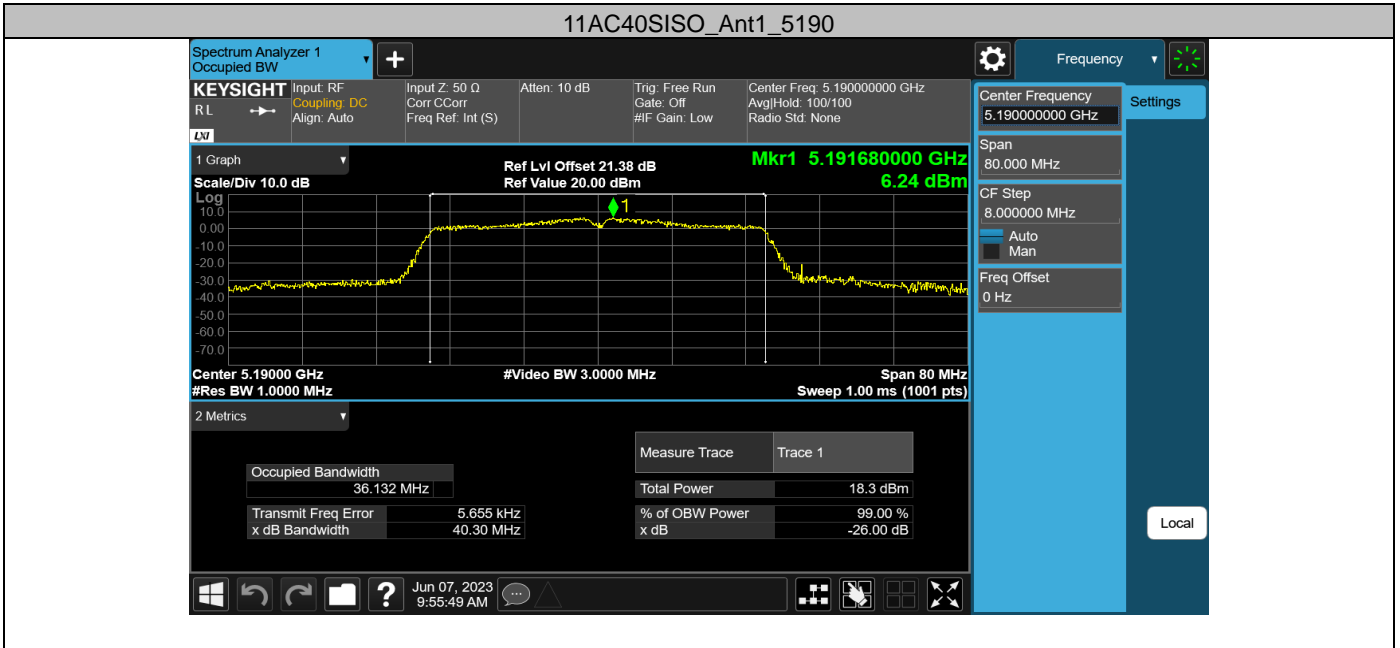 11AC40SISO_Ant1_5190
Spectrum Analyzer 1
Occupied BW
+
Frequency
KEYSIGHT
R L
LXI
Input: RF
Coupling: DC
Align: Auto
Input Z: 50 Ω
Corr CCorr
Freq Ref: Int (S)
Atten: 10 dB
Trig: Free Run
Gate: Off
#IF Gain: Low
Center Freq: 5.190000000 GHz
Avg|Hold: 100/100
Radio Std: None
Center Frequency
5.190000000 GHz
Settings
Span
80.000 MHz
CF Step
8.000000 MHz
Auto
Man
Freq Offset
0 Hz
Local
1 Graph
Scale/Div 10.0 dB
Ref Lvl Offset 21.38 dB
Ref Value 20.00 dBm
Mkr1 5.191680000 GHz
6.24 dBm
Log
10.0
0.00
-10.0
-20.0
-30.0
-40.0
-50.0
-60.0
-70.0
1
Center 5.19000 GHz
#Video BW 3.0000 MHz
Span 80 MHz
#Res BW 1.0000 MHz
Sweep 1.00 ms (1001 pts)
2 Metrics
Measure Trace Trace 1
Occupied Bandwidth
36.132 MHz
Total Power 18.3 dBm
Transmit Freq Error 5.655 kHz
% of OBW Power 99.00 %
x dB Bandwidth 40.30 MHz
x dB -26.00 dB
?
Jun 07, 2023
9:55:49 AM